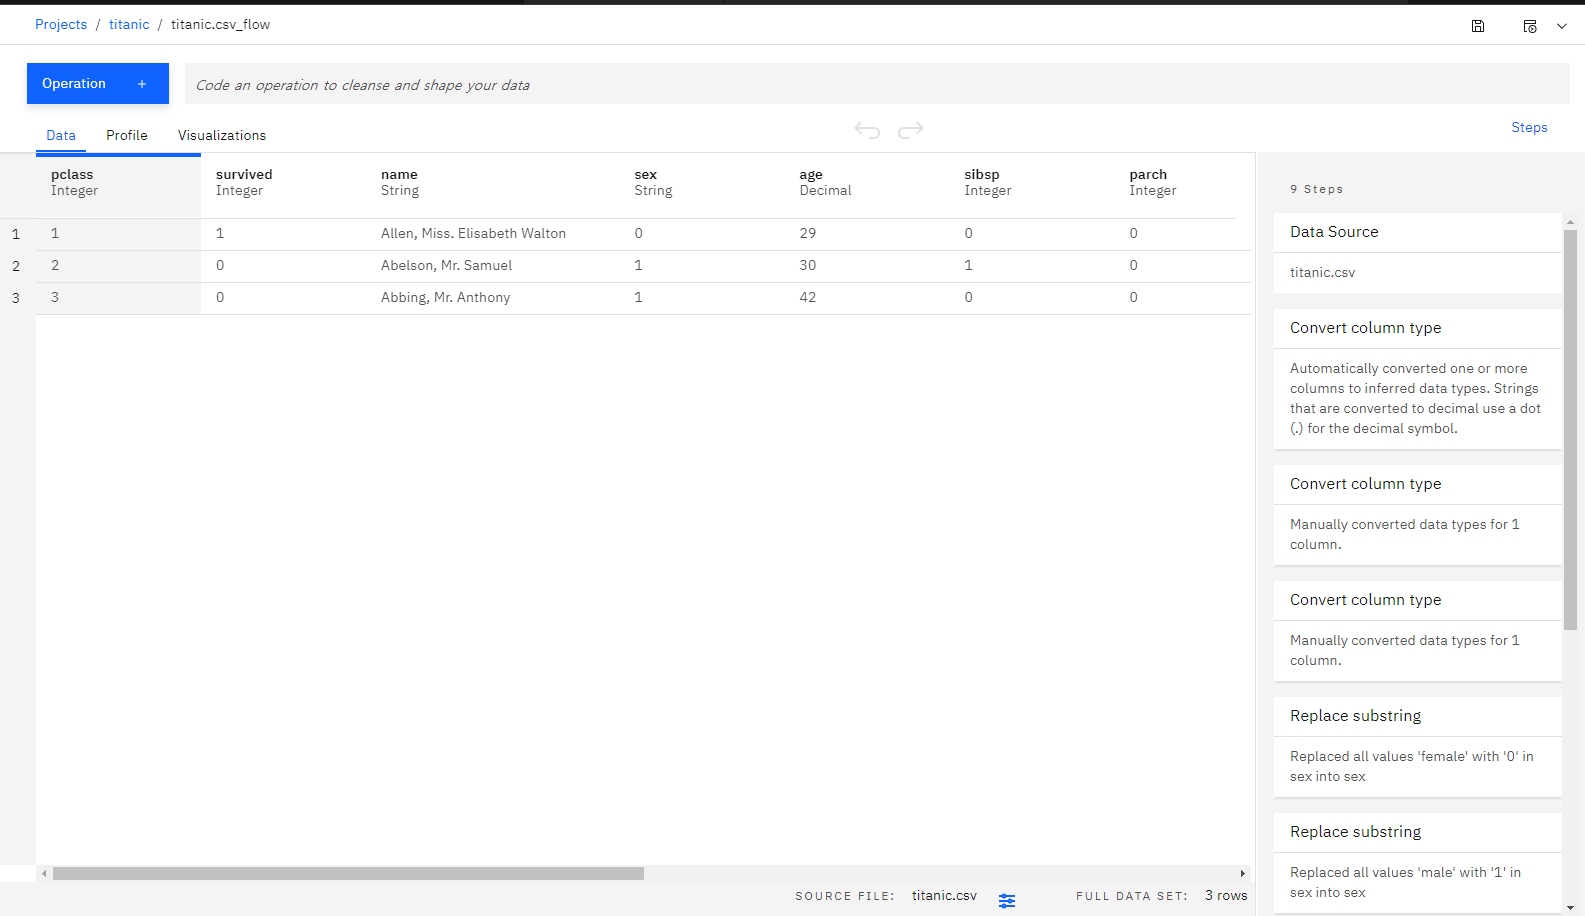 Projects / titanic / titanic.csv_flow
Operation +
Code an operation to cleanse and shape your data
Data Profile Visualizations
Steps
pclass survived name sex age sibsp parch
Integer Integer String String Decimal Integer Integer
1 1 1 Allen, Miss. Elisabeth Walton 0 29 0 0
2 2 0 Abelson, Mr. Samuel 1 30 1 0
3 3 0 Abbing, Mr. Anthony 1 42 0 0
9 Steps
Data Source
titanic.csv
Convert column type
Automatically converted one or more
columns to inferred data types. Strings
that are converted to decimal use a dot
(.) for the decimal symbol.
Convert column type
Manually converted data types for 1
column.
Convert column type
Manually converted data types for 1
column.
Replace substring
Replaced all values 'female' with '0' in
sex into sex
Replace substring
Replaced all values 'male' with '1' in
sex into sex
SOURCE FILE: titanic.csv FULL DATA SET: 3 rows